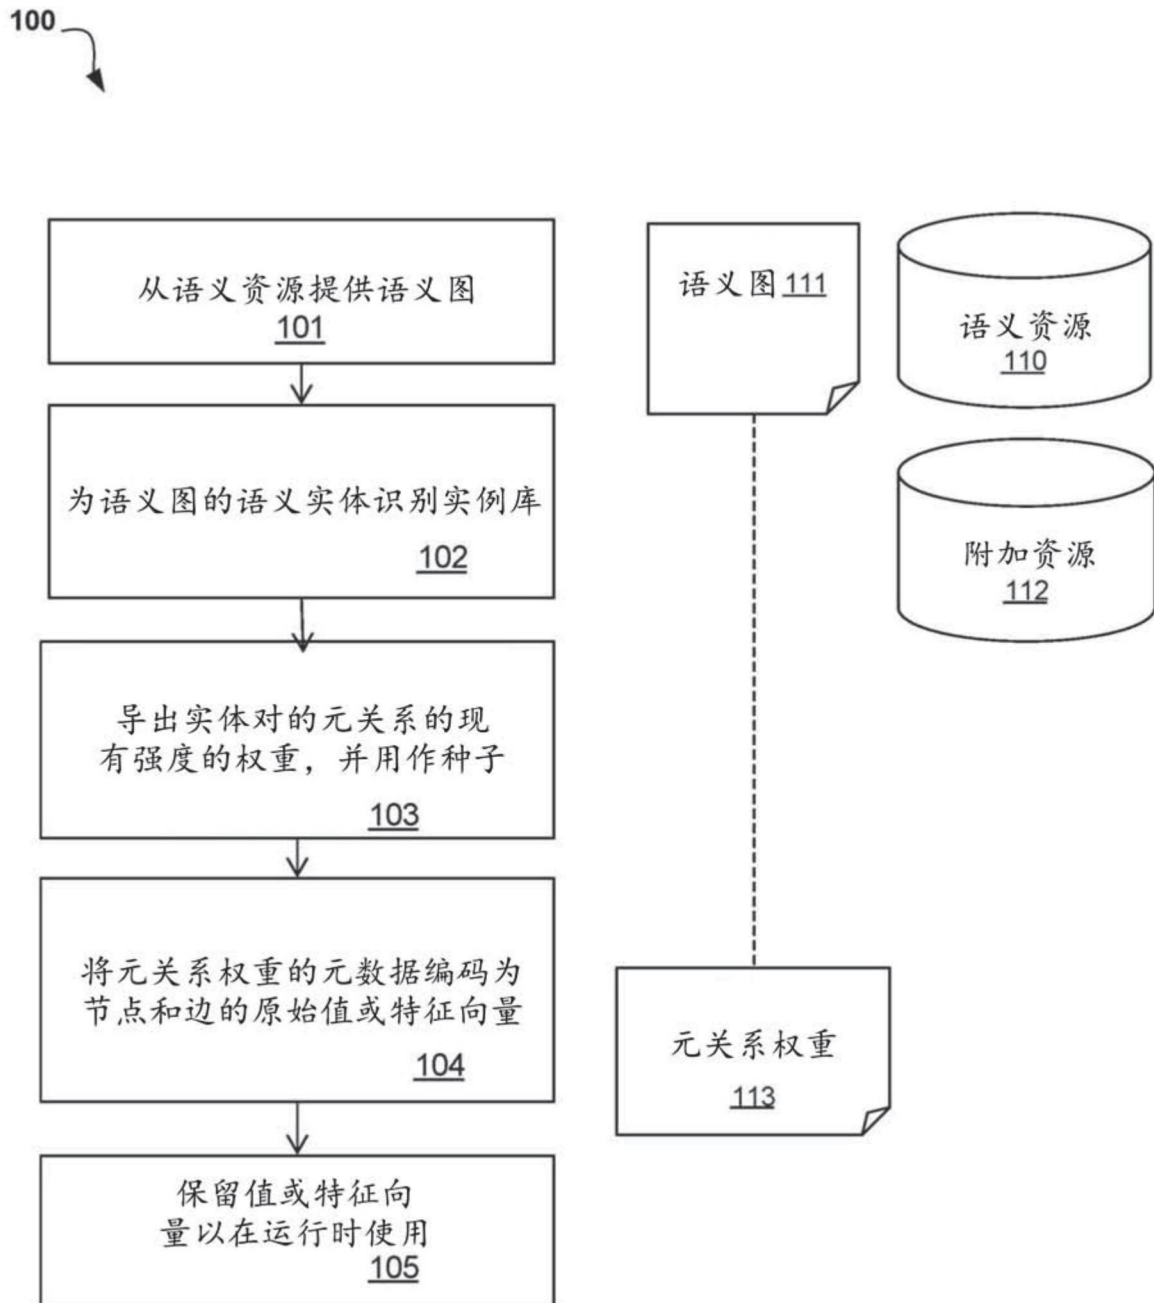 100
从语义资源提供语义图
101
为语义图的语义实体识别实例库
102
导出实体对的元关系的现
有强度的权重，并用作种子
103
将元关系权重的元数据编码为
节点和边的原始值或特征向量
104
保留值或特征向
量以在运行时使用
105
语义图 111
语义资源
110
附加资源
112
元关系权重
113